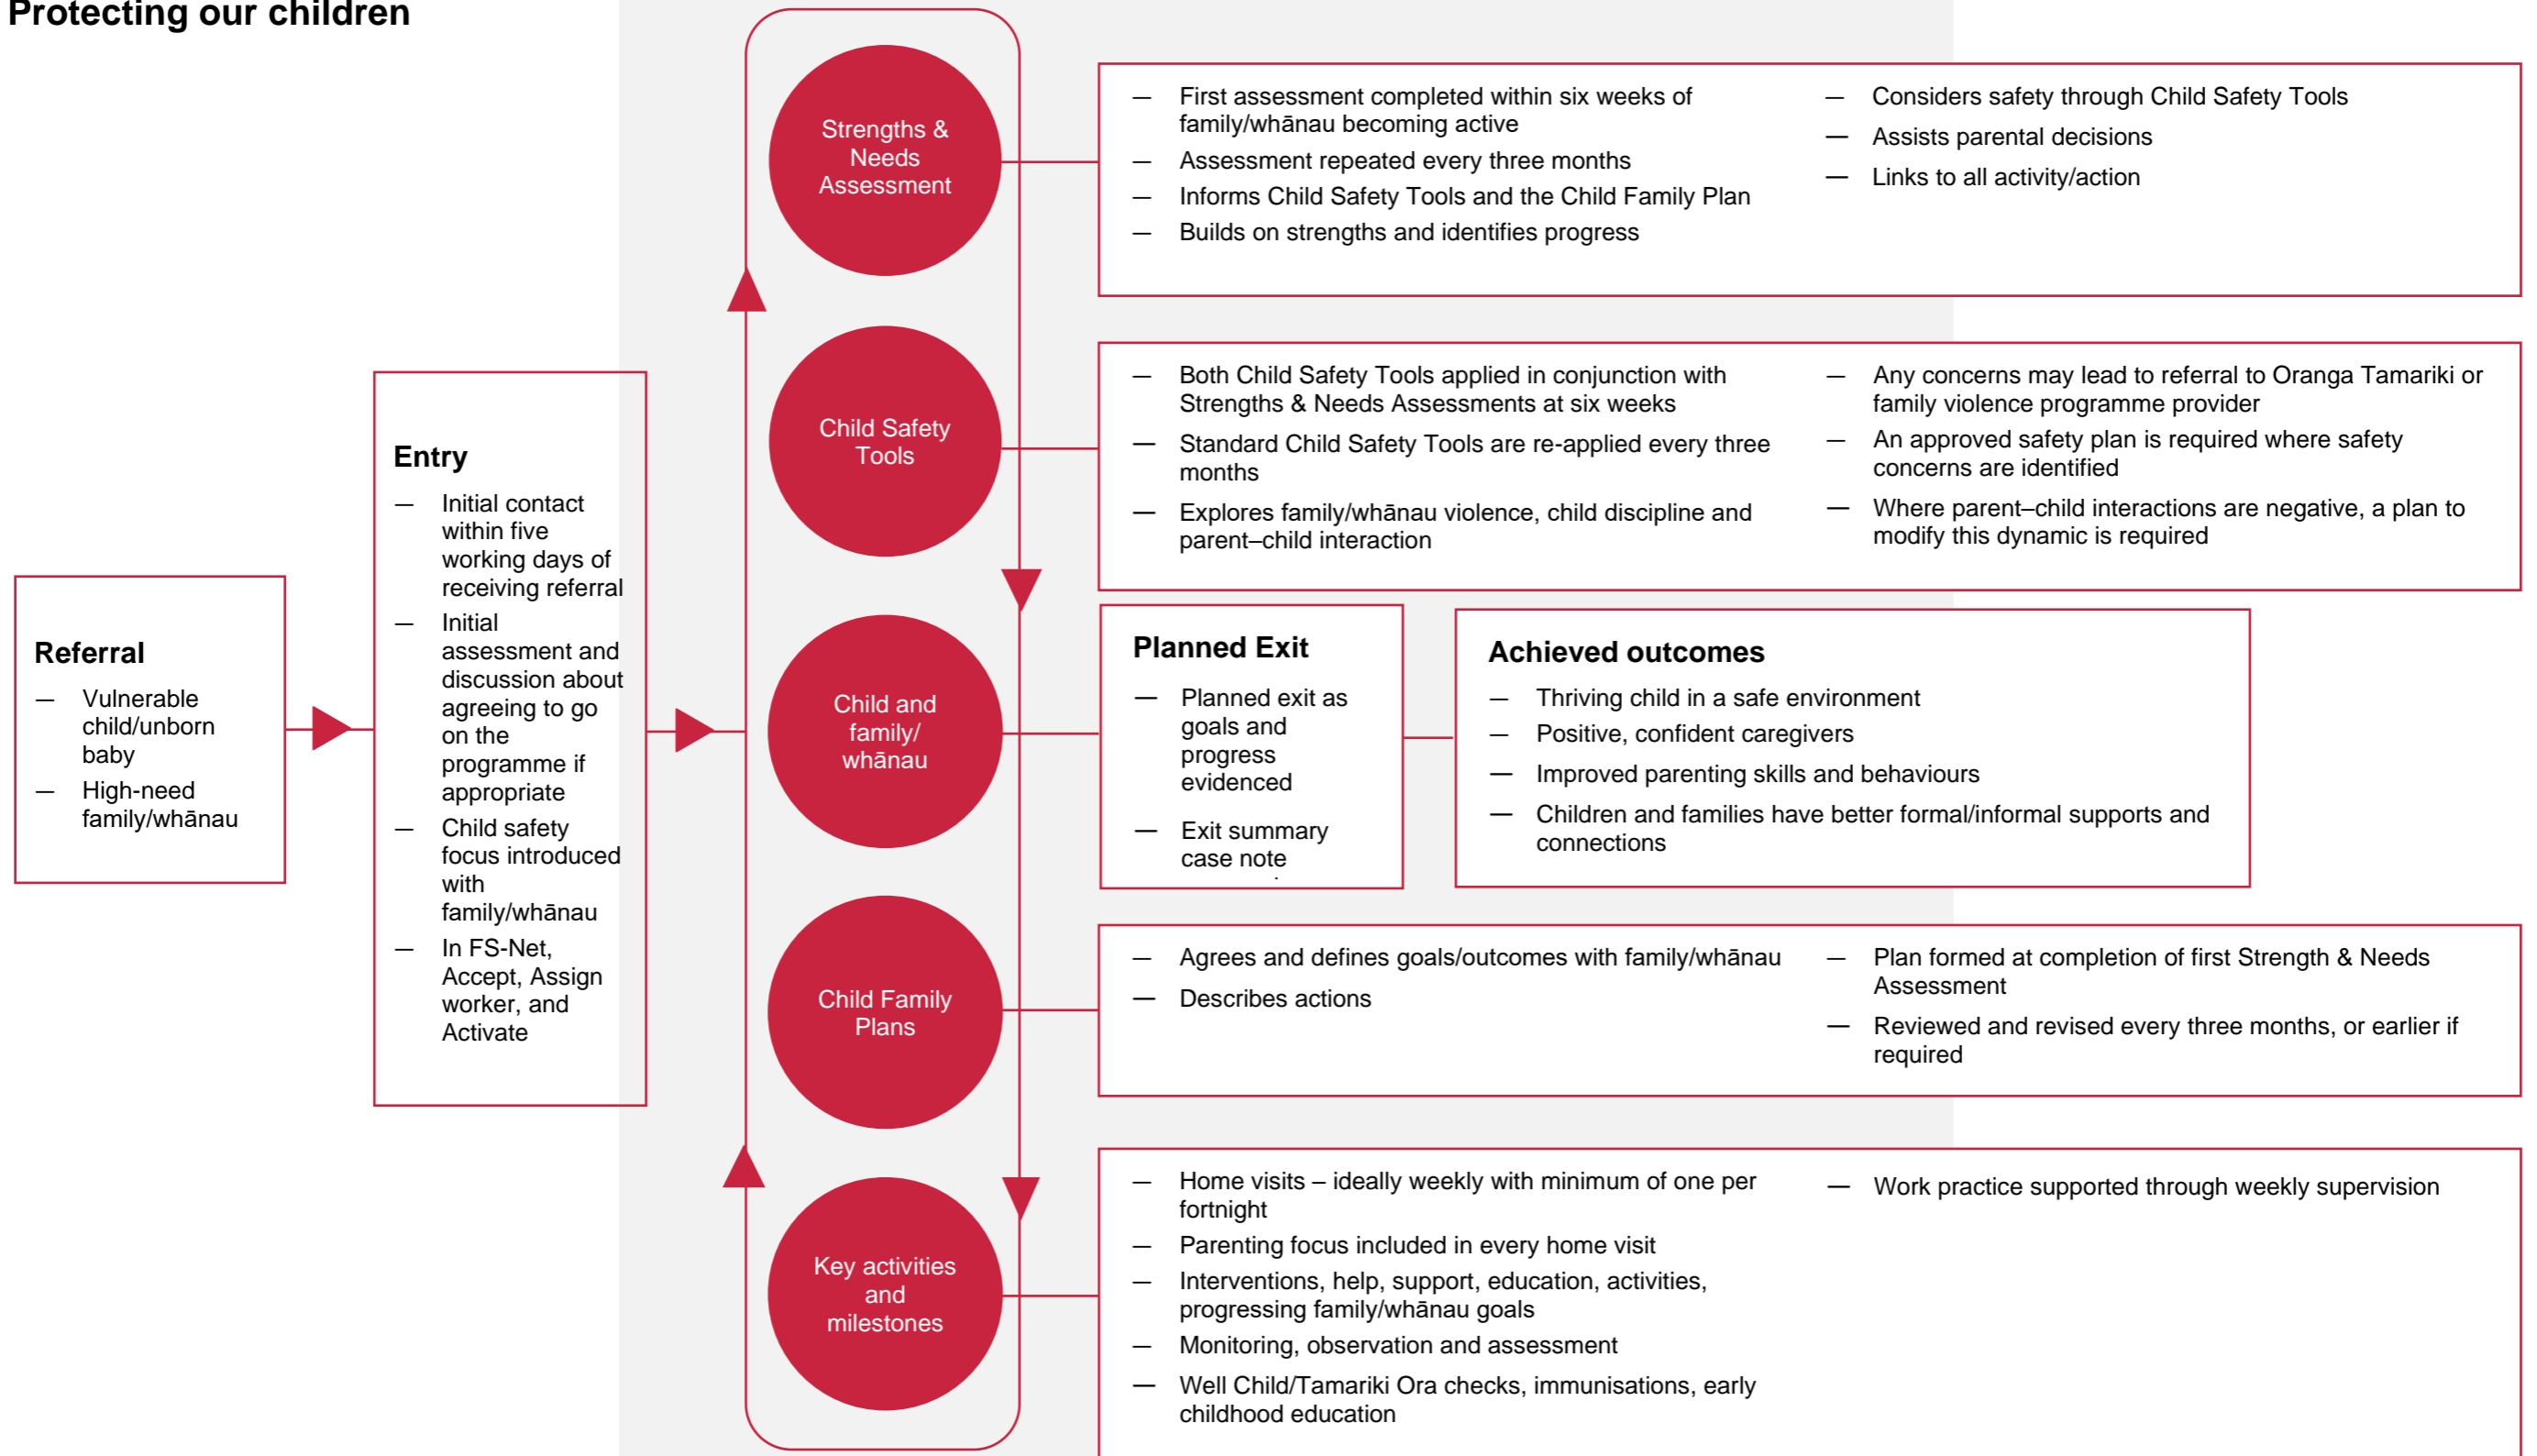 Protecting our children
Referral
— Vulnerable
child/unborn
baby
— High-need
family/whānau
Entry
— Initial contact
within five
working days of
receiving referral
— Initial
assessment and
discussion about
agreeing to go
on the
programme if
appropriate
— Child safety
focus introduced
with
family/whānau
— In FS-Net,
Accept, Assign
worker, and
Activate
Strengths &
Needs
Assessment
— First assessment completed within six weeks of
family/whānau becoming active
— Assessment repeated every three months
— Informs Child Safety Tools and the Child Family Plan
— Builds on strengths and identifies progress
— Considers safety through Child Safety Tools
— Assists parental decisions
— Links to all activity/action
Child Safety
Tools
— Both Child Safety Tools applied in conjunction with
Strengths & Needs Assessments at six weeks
— Standard Child Safety Tools are re-applied every three
months
— Explores family/whānau violence, child discipline and
parent–child interaction
— Any concerns may lead to referral to Oranga Tamariki or
family violence programme provider
— An approved safety plan is required where safety
concerns are identified
— Where parent–child interactions are negative, a plan to
modify this dynamic is required
Child and
family/
whānau
Planned Exit
— Planned exit as
goals and
progress
evidenced
— Exit summary
case note
Achieved outcomes
— Thriving child in a safe environment
— Positive, confident caregivers
— Improved parenting skills and behaviours
— Children and families have better formal/informal supports and
connections
Child Family
Plans
— Agrees and defines goals/outcomes with family/whānau
— Describes actions
— Plan formed at completion of first Strength & Needs
Assessment
— Reviewed and revised every three months, or earlier if
required
Key activities
and
milestones
— Home visits – ideally weekly with minimum of one per
fortnight
— Parenting focus included in every home visit
— Interventions, help, support, education, activities,
progressing family/whānau goals
— Monitoring, observation and assessment
— Well Child/Tamariki Ora checks, immunisations, early
childhood education
— Work practice supported through weekly supervision